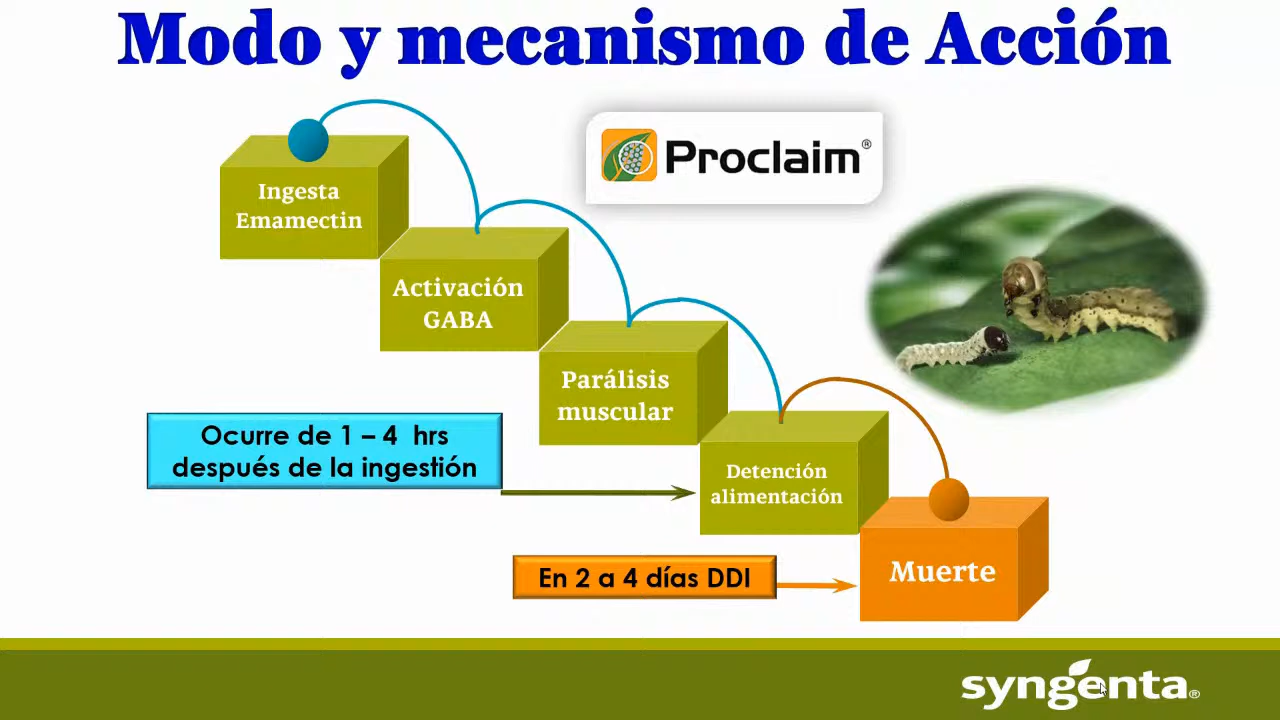 Modo y mecanismo de Acción
Proclaim®
Ingesta
Emamectin
Activación
GABA
Parálisis
muscular
Ocurre de 1 – 4 hrs
después de la ingestión
Detención
alimentación
En 2 a 4 días DDI
Muerte
syngenta®